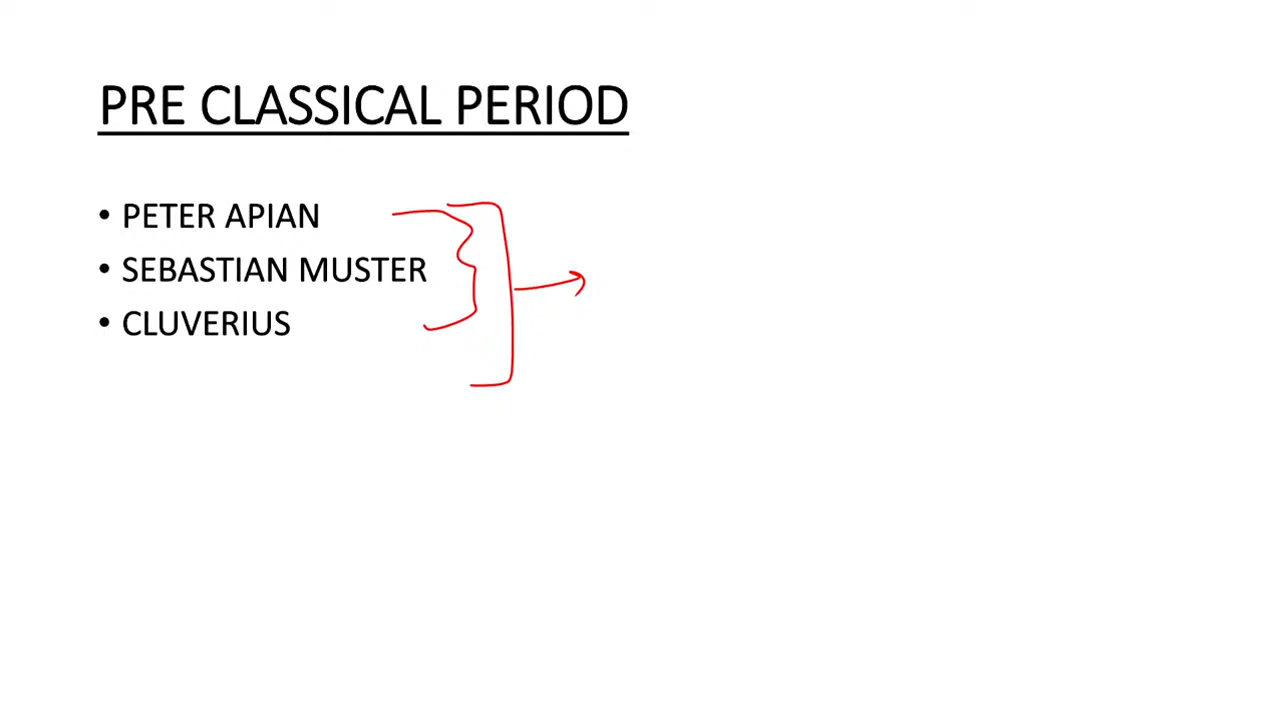 PRE CLASSICAL PERIOD
• PETER APIAN
• SEBASTIAN MUSTER
• CLUVERIUS